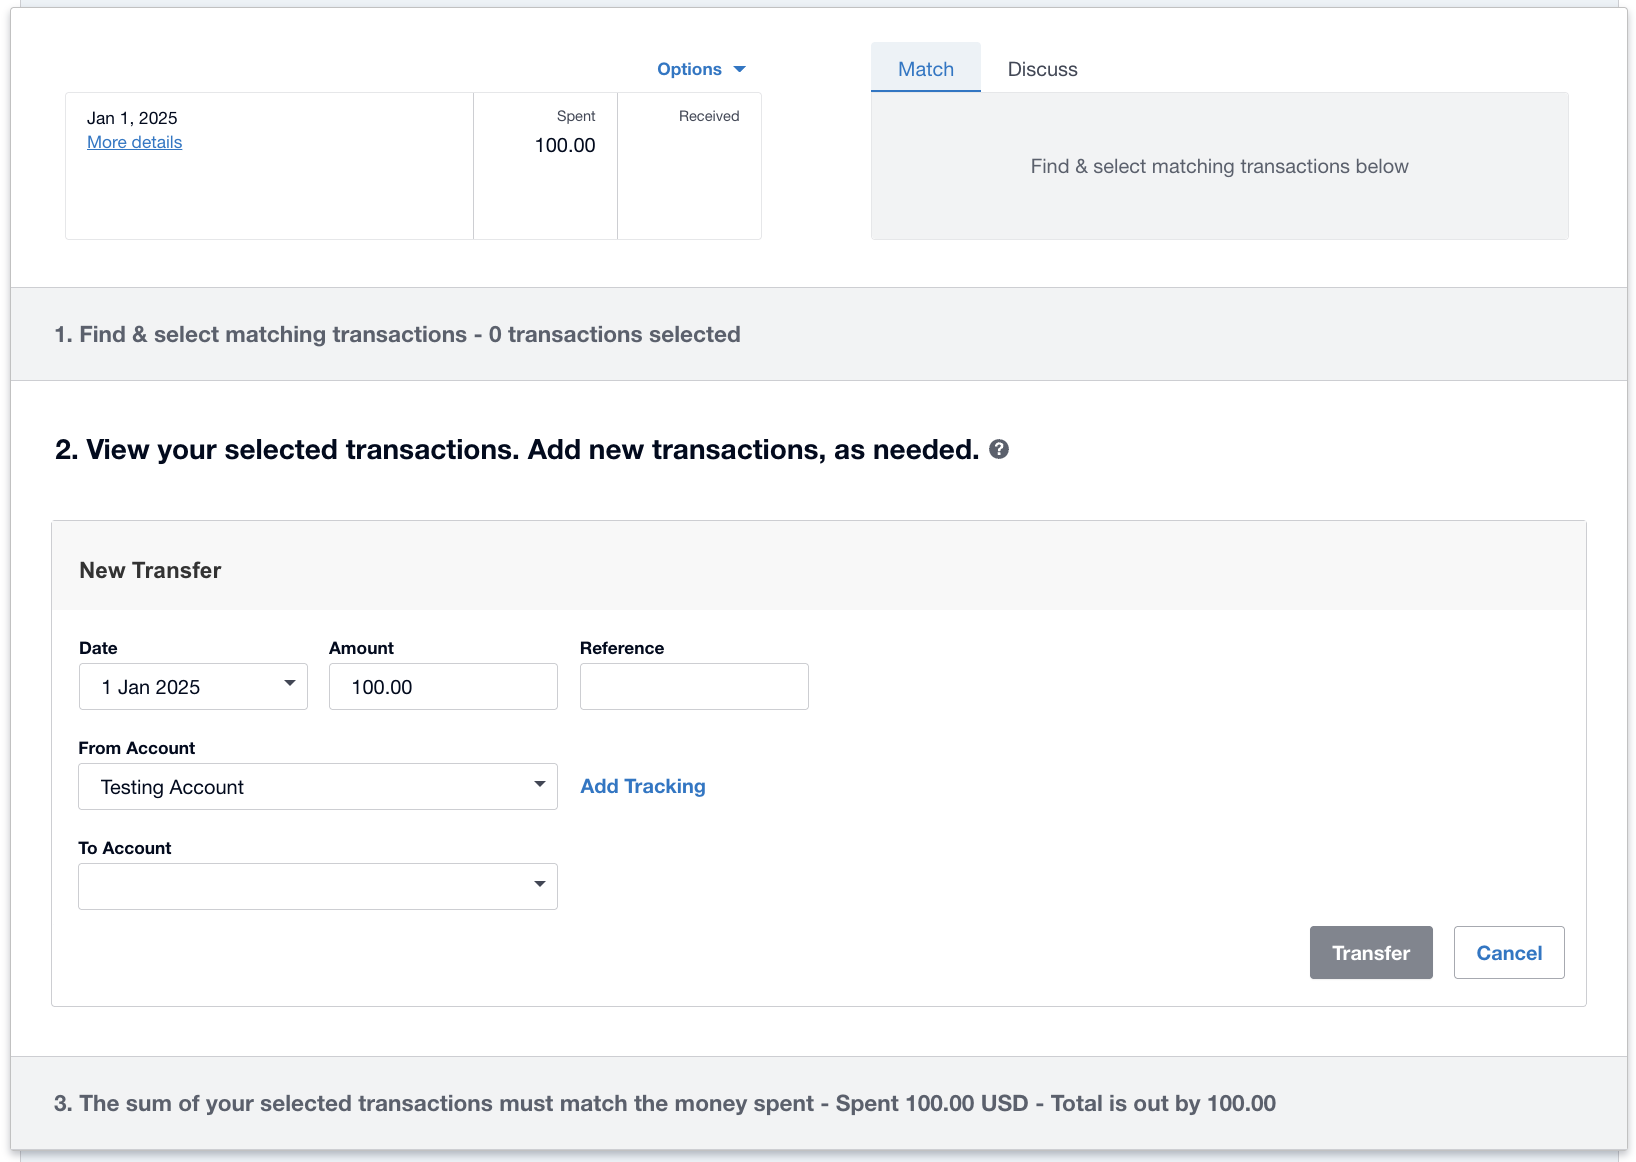 Options
Match
Discuss
Jan 1, 2025
More details
Spent
100.00
Received
Find & select matching transactions below
1. Find & select matching transactions - 0 transactions selected
2. View your selected transactions. Add new transactions, as needed. ?
New Transfer
Date
Amount
Reference
1 Jan 2025
100.00
From Account
Testing Account
Add Tracking
To Account
Transfer
Cancel
3. The sum of your selected transactions must match the money spent - Spent 100.00 USD - Total is out by 100.00